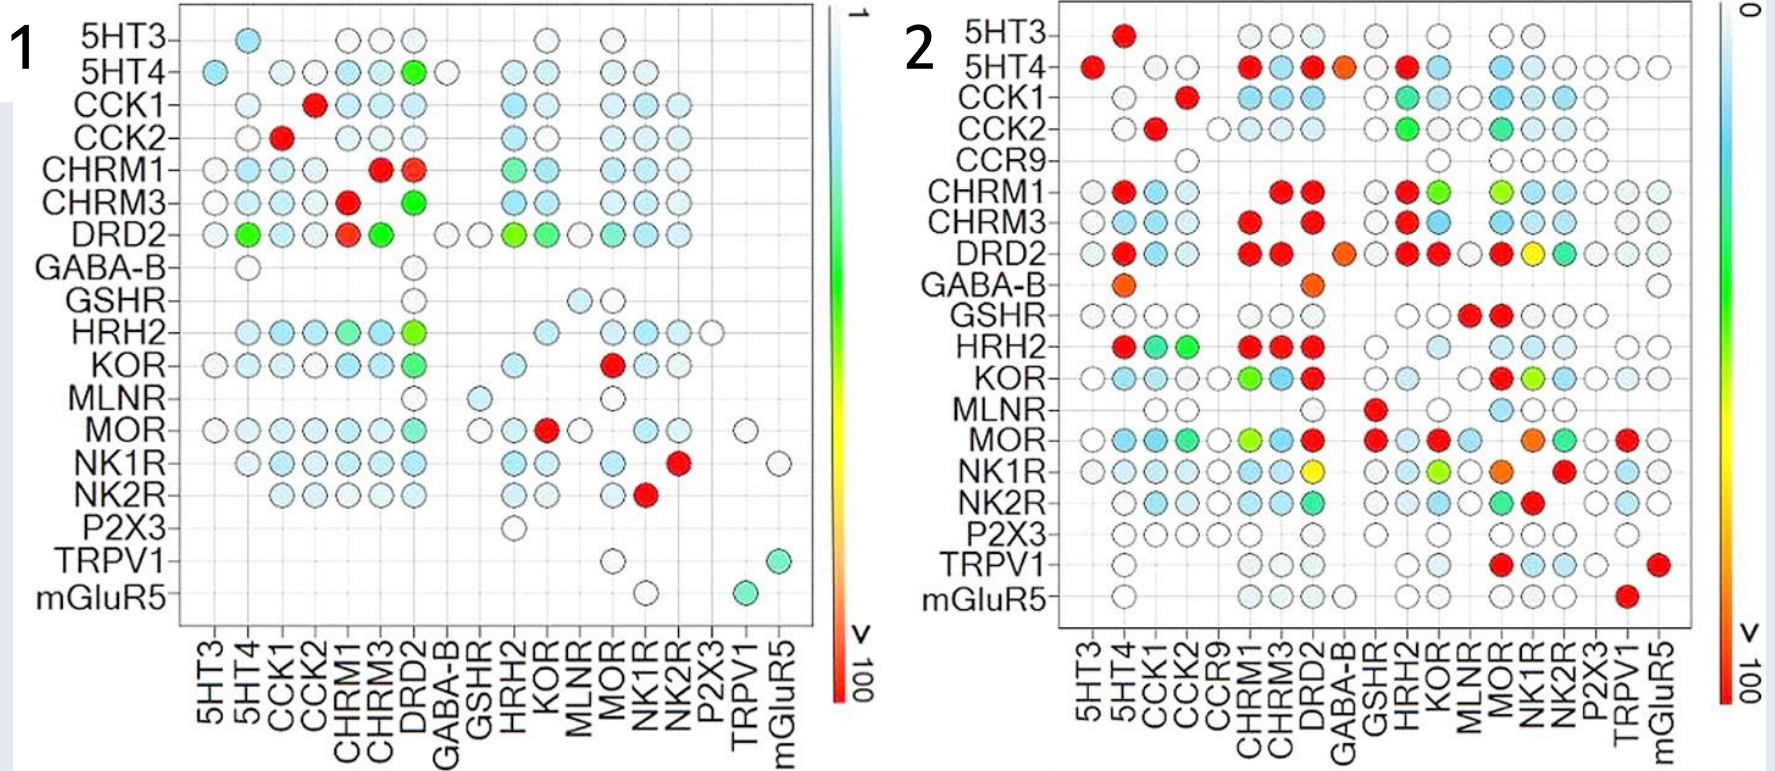 1
5HT3
5HT4
CCK1
CCK2
CHRM1
CHRM3
DRD2
GABA-B
GSHR
HRH2
KOR
MLNR
MOR
NK1R
NK2R
P2X3
TRPV1
mGluR5
5HT3
5HT4
CCK1
CCK2
CHRM1
CHRM3
DRD2
GABA-B
GSHR
HRH2
KOR
MLNR
MOR
NK1R
NK2R
P2X3
TRPV1
mGluR5
1
> 100
2
5HT3
5HT4
CCK1
CCK2
CCR9
CHRM1
CHRM3
DRD2
GABA-B
GSHR
HRH2
KOR
MLNR
MOR
NK1R
NK2R
P2X3
TRPV1
mGluR5
5HT3
5HT4
CCK1
CCK2
CCR9
CHRM1
CHRM3
DRD2
GABA-B
GSHR
HRH2
KOR
MLNR
MOR
NK1R
NK2R
P2X3
TRPV1
mGluR5
0
> 100